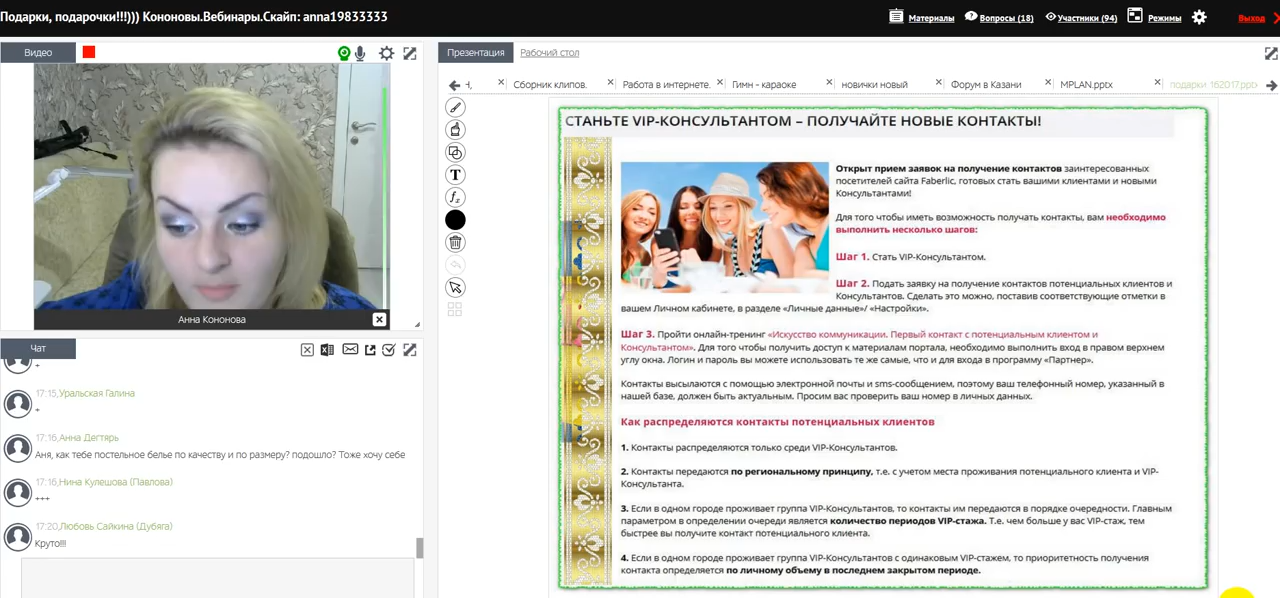 Подарки, подарочки!!!))) Кононовы.Вебинары.Скайп: anna19833333
Материалы
Вопросы (18)
Участники (94)
Режимы
Выход
Видео
Анна Кононова
Чат
+
17:15,Уральская Галина
+
17:16,Анна Дегтярь
Аня, как тебе постельное белье по качеству и по размеру? подошло? Тоже хочу себе
17:16,Нина Кулешова (Павлова)
+++
17:20,Любовь Сайкина (Дубяга)
Круто!!!
Презентация
Рабочий стол
Сборник клипов.
Работа в интернете.
Гимн - караоке
новички новый
Форум в Казани
MPLAN.pptx
подарки 162017.pptx
СТАНЬТЕ VIP-КОНСУЛЬТАНТОМ – ПОЛУЧАЙТЕ НОВЫЕ КОНТАКТЫ!
Открыт прием заявок на получение контактов заинтересованных
посетителей сайта Faberlic, готовых стать вашими клиентами и новыми
Консультантами!
Для того чтобы иметь возможность получать контакты, вам необходимо
выполнить несколько шагов:
Шаг 1. Стать VIP-Консультантом.
Шаг 2. Подать заявку на получение контактов потенциальных клиентов и
Консультантов. Сделать это можно, поставив соответствующие отметки в
вашем Личном кабинете, в разделе «Личные данные»/ «Настройки».
Шаг 3. Пройти онлайн-тренинг «Искусство коммуникации. Первый контакт с потенциальным клиентом и
Консультантом». Для того чтобы получить доступ к материалам портала, необходимо выполнить вход в правом верхнем
углу окна. Логин и пароль вы можете использовать те же самые, что и для входа в программу «Партнер».
Контакты высылаются с помощью электронной почты и sms-сообщением, поэтому ваш телефонный номер, указанный в
нашей базе, должен быть актуальным. Просим вас проверить ваш номер в личных данных.
Как распределяются контакты потенциальных клиентов
1. Контакты распределяются только среди VIP-Консультантов.
2. Контакты передаются по региональному принципу, т.е. с учетом места проживания потенциального клиента и VIP-
Консультанта.
3. Если в одном городе проживает группа VIP-Консультантов, то контакты им передаются в порядке очередности. Главным
параметром в определении очереди является количество периодов VIP-стажа. Т.е. чем больше у вас VIP-стаж, тем
быстрее вы получите контакт потенциального клиента.
4. Если в одном городе проживает группа VIP-Консультантов с одинаковым VIP-стажем, то приоритетность получения
контакта определяется по личному объему в последнем закрытом периоде.